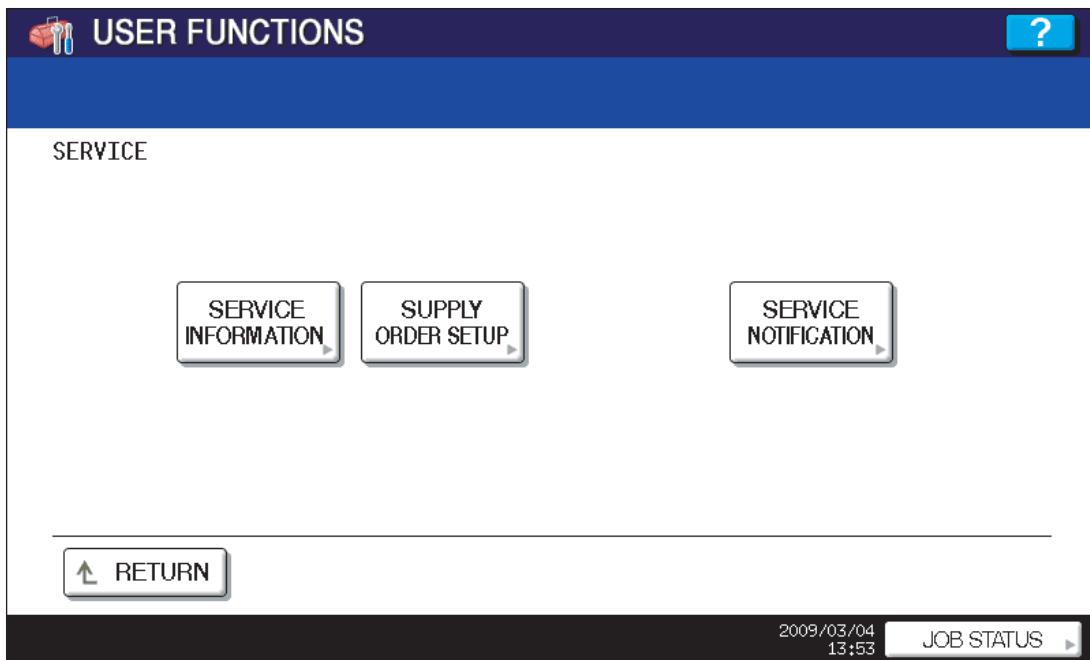 USER FUNCTIONS
?
SERVICE
SERVICE
INFORMATION
SUPPLY
ORDER SETUP
SERVICE
NOTIFICATION
RETURN
2009/03/04
13:53
JOB STATUS